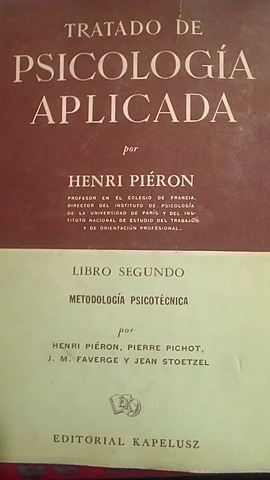 TRATADO DE
PSICOLOGÍA
APLICADA
por
HENRI PIÉRON
PROFESOR EN EL COLEGIO DE FRANCIA,
DIRECTOR DEL INSTITUTO DE PSICOLOGÍA
DE LA UNIVERSIDAD DE PARÍS Y DEL INS-
TITUTO NACIONAL DE ESTUDIO DEL TRABAJO
Y DE ORIENTACIÓN PROFESIONAL.
LIBRO SEGUNDO
METODOLOGÍA PSICOTÉCNICA
por
HENRI PIÉRON, PIERRE PICHOT,
J. M. FAVERGE Y JEAN STOETZEL
EDITORIAL KAPELUSZ